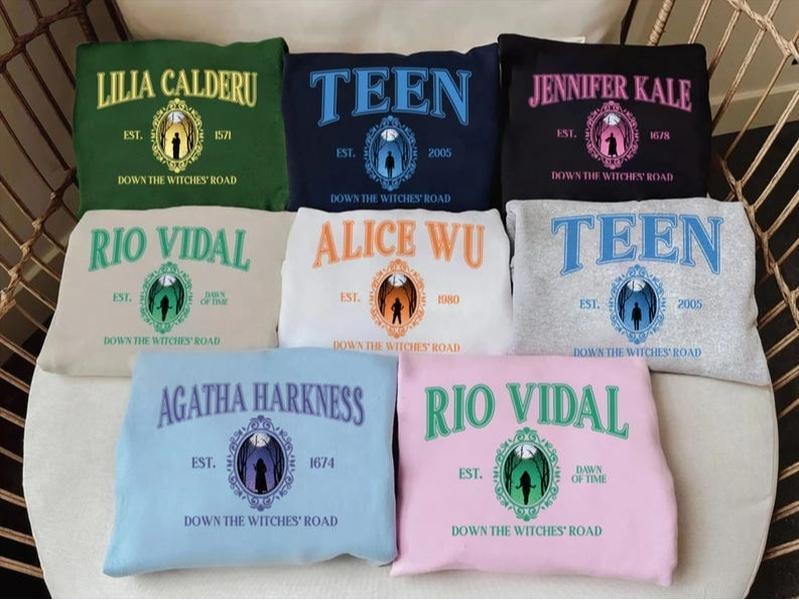 LILIA CALDERU
EST. 1571
DOWN THE WITCHES' ROAD
TEEN
EST. 2005
DOWN THE WITCHES' ROAD
JENNIFER KALE
EST. 1678
DOWN THE WITCHES' ROAD
RIO VIDAL
EST. DAWN
OF TIME
DOWN THE WITCHES' ROAD
ALICE WU
EST. 1980
DOWN THE WITCHES' ROAD
TEEN
EST. 2005
DOWN THE WITCHES' ROAD
AGATHA HARKNESS
EST. 1674
DOWN THE WITCHES' ROAD
RIO VIDAL
EST. DAWN
OF TIME
DOWN THE WITCHES' ROAD